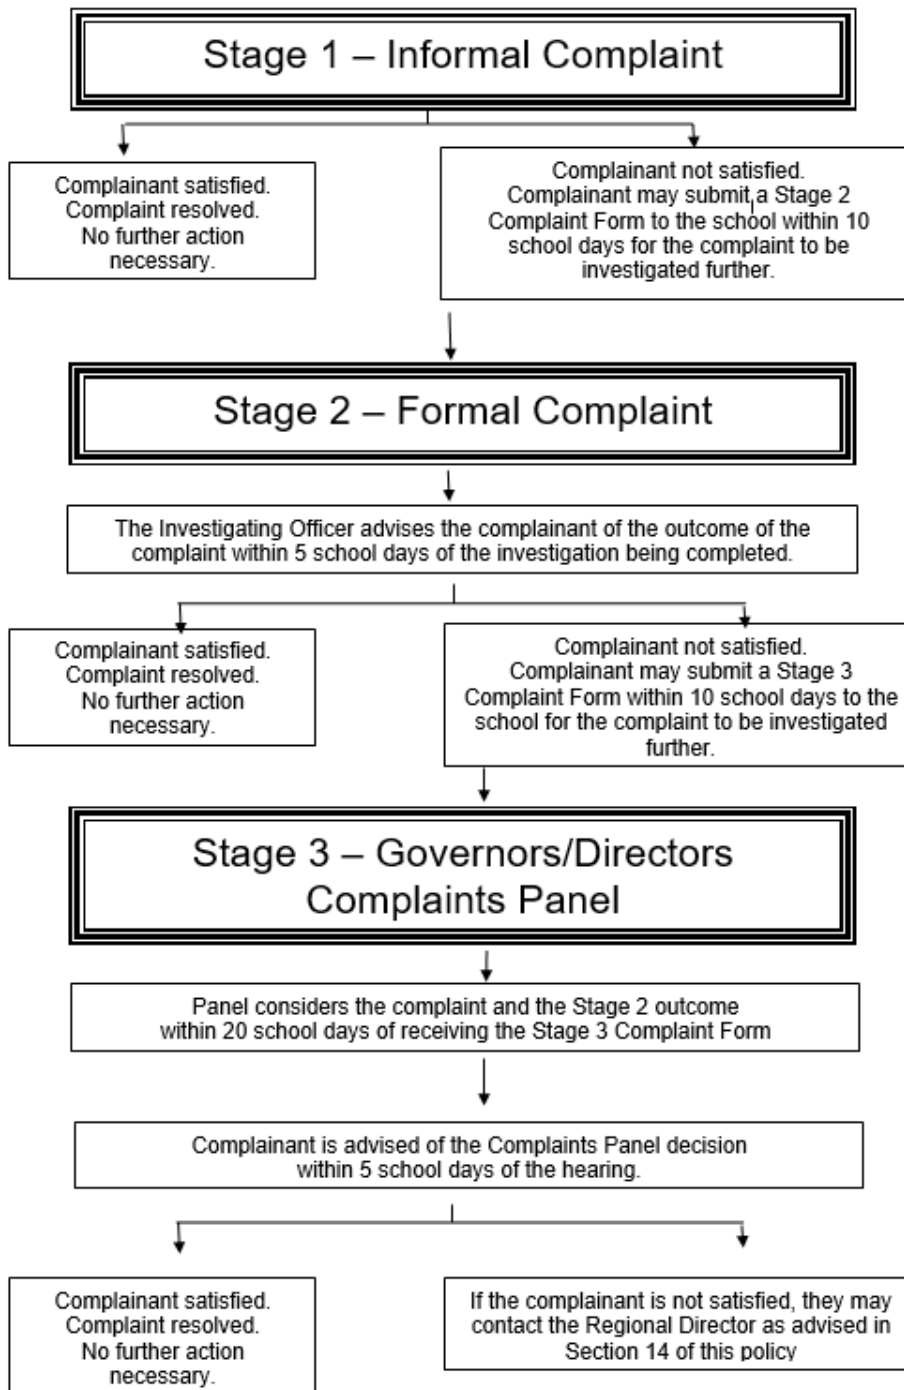 Stage 1 – Informal Complaint
Complainant satisfied.
Complaint resolved.
No further action
necessary.
Complainant not satisfied.
Complainant may submit a Stage 2
Complaint Form to the school within 10
school days for the complaint to be
investigated further.
Stage 2 – Formal Complaint
The Investigating Officer advises the complainant of the outcome of the
complaint within 5 school days of the investigation being completed.
Complainant satisfied.
Complaint resolved.
No further action
necessary.
Complainant not satisfied.
Complainant may submit a Stage 3
Complaint Form within 10 school days to the
school for the complaint to be investigated
further.
Stage 3 – Governors/Directors
Complaints Panel
Panel considers the complaint and the Stage 2 outcome
within 20 school days of receiving the Stage 3 Complaint Form
Complainant is advised of the Complaints Panel decision
within 5 school days of the hearing.
Complainant satisfied.
Complaint resolved.
No further action
necessary.
If the complainant is not satisfied, they may
contact the Regional Director as advised in
Section 14 of this policy